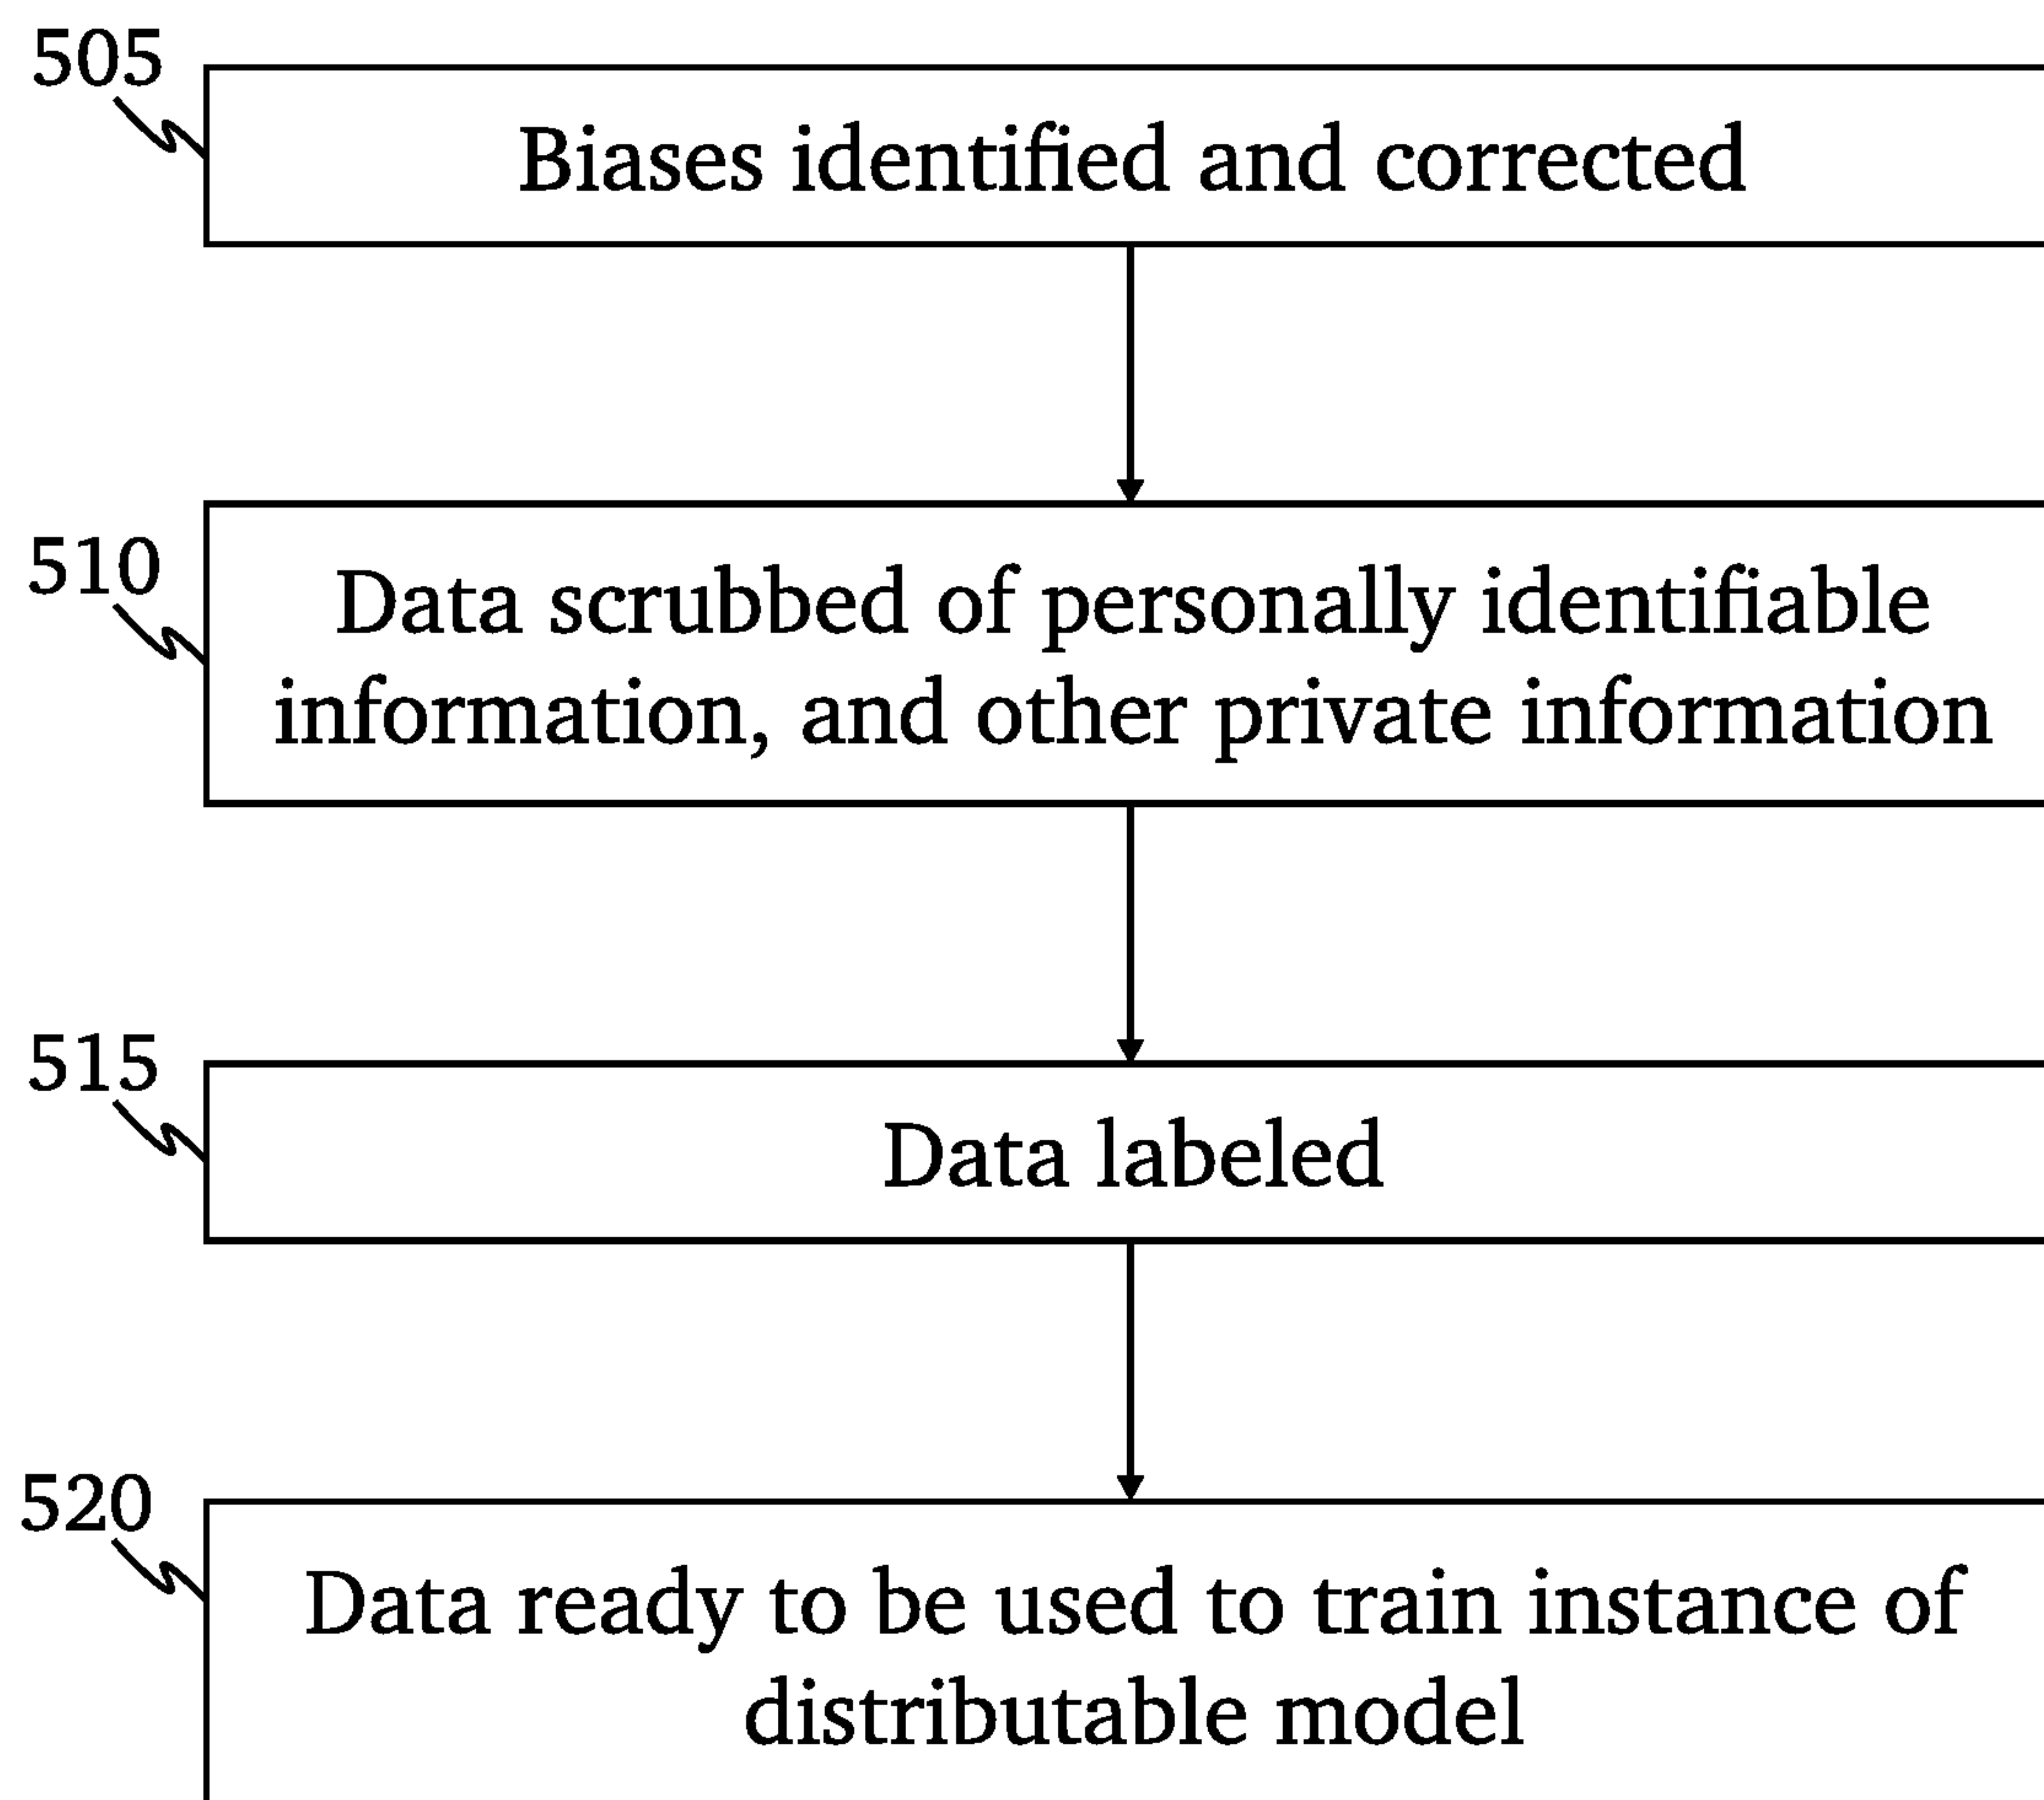 505
Biases identified and corrected
510
Data scrubbed of personally identifiable
information, and other private information
515
Data labeled
520
Data ready to be used to train instance of
distributable model